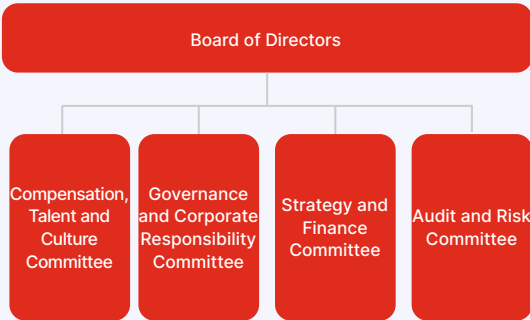 Board of Directors
Compensation,
Talent and
Culture
Committee
Governance
and Corporate
Responsibility
Committee
Strategy and
Finance
Committee
Audit and Risk
Committee